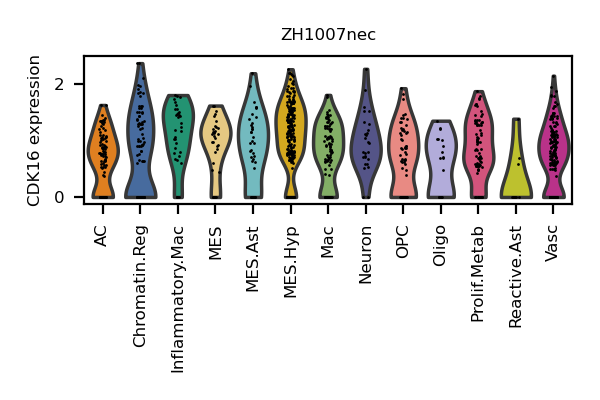 ZH1007nec
CDK16 expression
2
0
AC
Chromatin.Reg
Inflammatory.Mac
MES
MES.Ast
MES.Hyp
Mac
Neuron
OPC
Oligo
Prolif.Metab
Reactive.Ast
Vasc